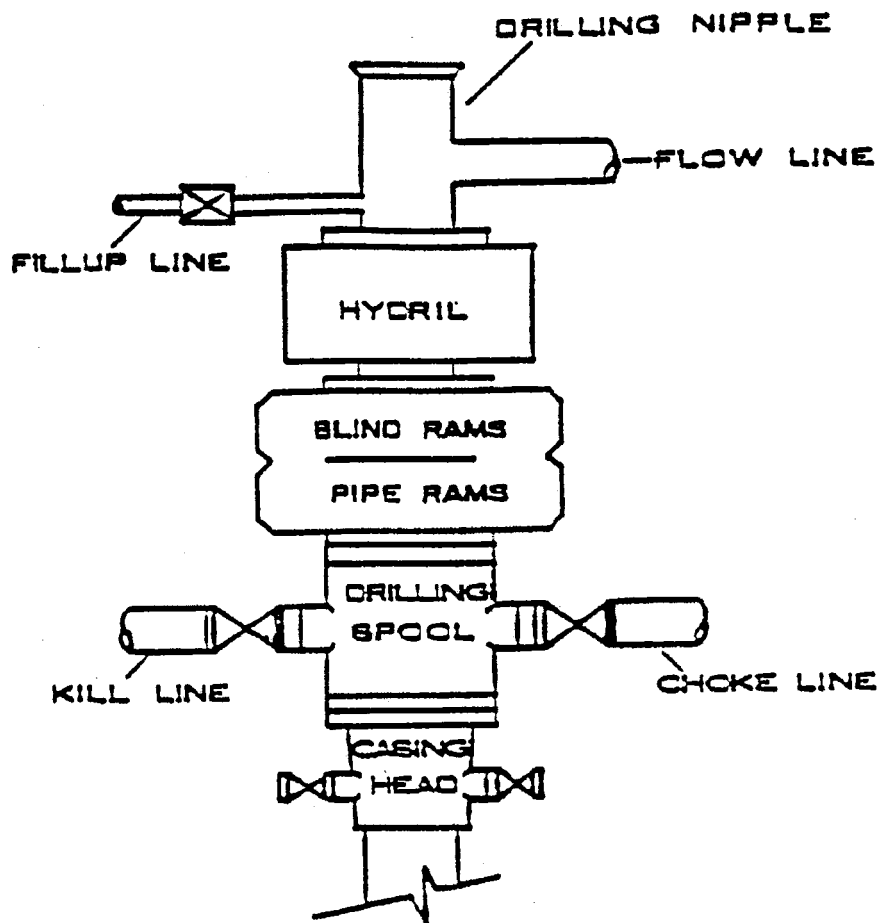 DRILLING NIPPLE
FLOW LINE
FILLUP LINE
HYDRIL
BLIND RAMS
PIPE RAMS
DRILLING
SPOOL
KILL LINE
CHOKE LINE
CASING
HEAD